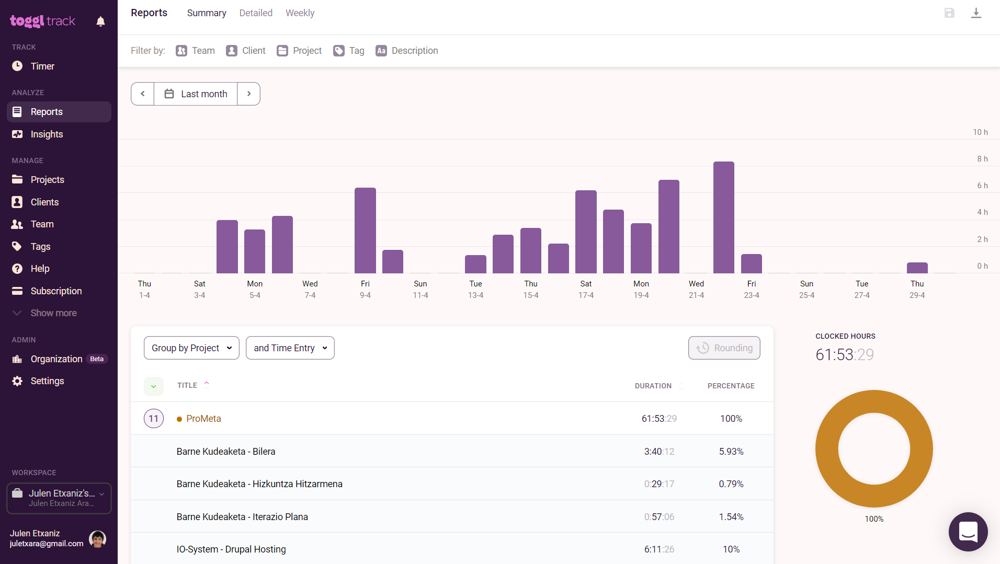 toggl track
TRACK
Timer
ANALYZE
Reports
Insights
MANAGE
Projects
Clients
Team
Tags
Help
Subscription
Show more
ADMIN
Organization Beta
Settings
WORKSPACE
Julen Etxaniz's...
Julen Etxaniz Ara...
Julen Etxaniz
juletxara@gmail.com
Reports Summary Detailed Weekly
Filter by: Team Client Project Tag Aa Description
Last month
10 h
8 h
6 h
4 h
2 h
0 h
Thu Sat Mon Wed Fri Sun Tue Thu Sat Mon Wed Fri Sun Tue Thu
1-4 3-4 5-4 7-4 9-4 11-4 13-4 15-4 17-4 19-4 21-4 23-4 25-4 27-4 29-4
Group by Project and Time Entry Rounding
TITLE DURATION PERCENTAGE
11 ProMeta 61:53:29 100%
Barne Kudeaketa - Bilera 3:40:12 5.93%
Barne Kudeaketa - Hizkuntza Hitzarmena 0:29:17 0.79%
Barne Kudeaketa - Iterazio Plana 0:57:06 1.54%
IO-System - Drupal Hosting 6:11:26 10%
CLOCKED HOURS
61:53:29
100%